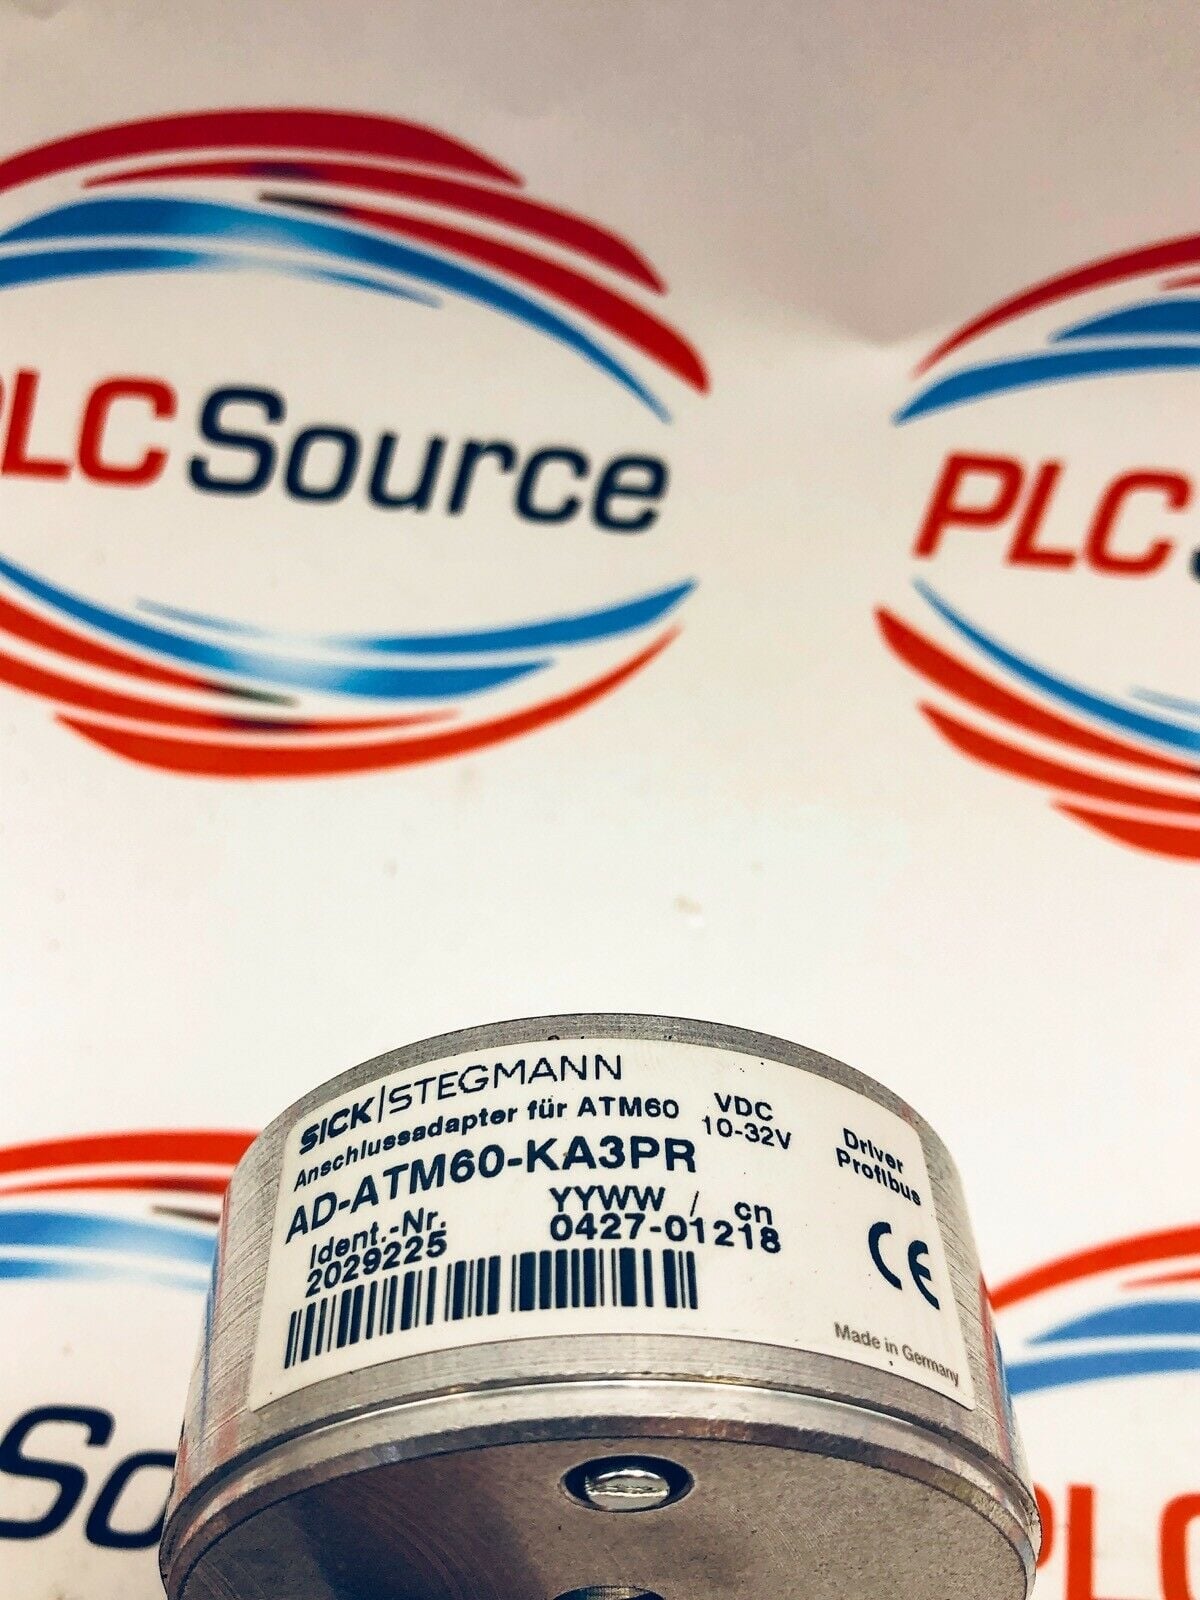 PLC Source
PLC
SICK|STEGMANN
Anschlussadapter für ATM60
VDC
10-32V
Driver
Profibus
AD-ATM60-KA3PR
Ident.-Nr.
2029225
YYWW / cn
0427-01218
CE
Made in Germany
So
PLC